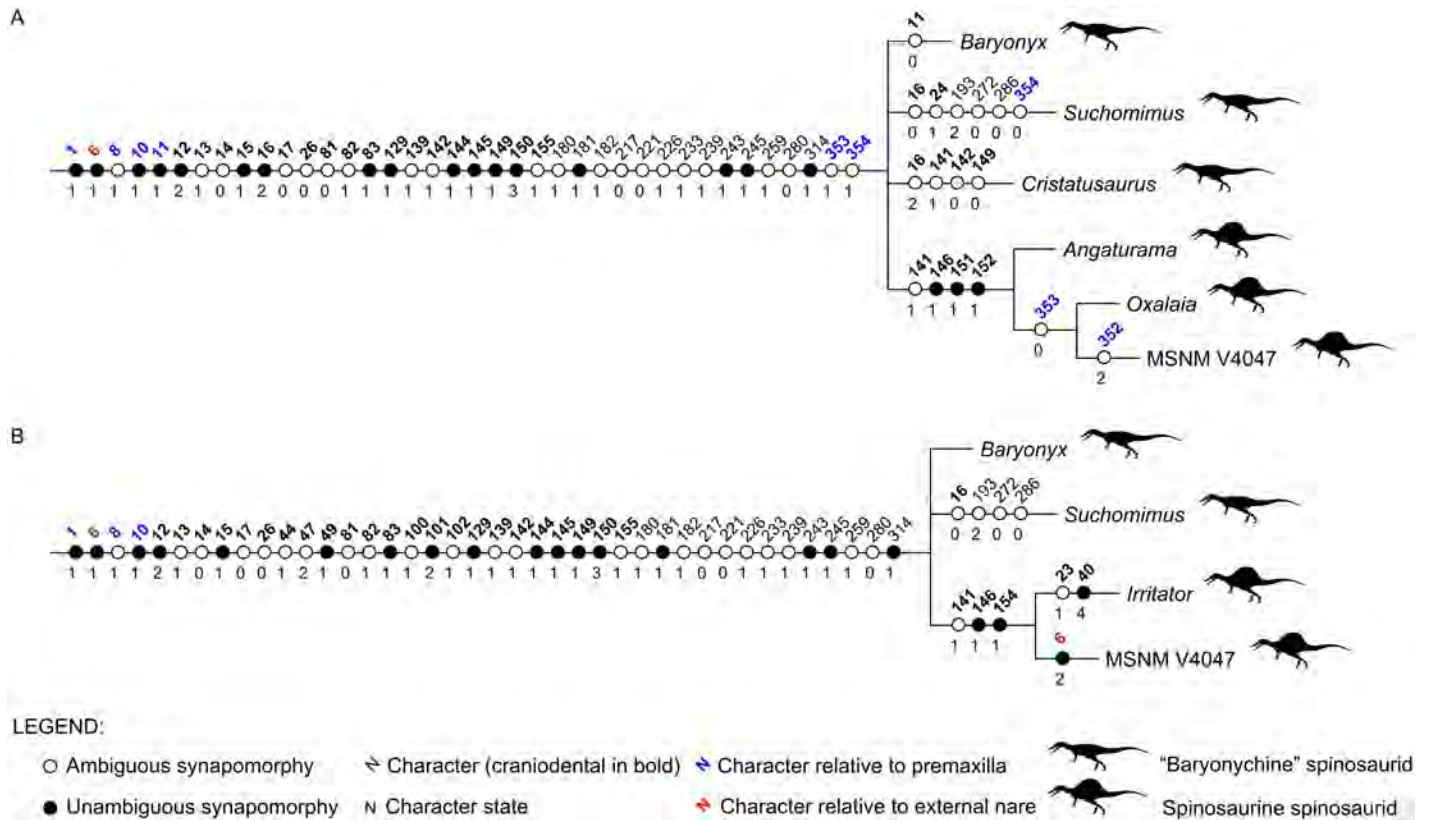 A
11
Baryonyx
0
16 24 193 272 286 354
Suchomimus
0 1 2 0 0 0
1 6 8 10 11 12 13 14 15 16 17 26 81 82 83 129 139 142 144 145 149 150 155 180 181 182 217 221 226 233 239 243 245 259 280 314 353 354
1 1 1 1 1 2 1 0 1 2 0 0 0 1 1 1 1 1 1 1 1 3 1 1 1 1 0 0 1 1 1 1 1 1 0 1 1 1
16 141 142 149
Cristatusaurus
2 1 0 0
Angaturama
141 146 151 152
1 1 1 1
Oxalaia
353
0
352
MSNM V4047
2
B
Baryonyx
16 193 272 286
Suchomimus
0 2 0 0
1 6 8 10 12 13 14 15 17 26 44 47 49 81 82 83 100 101 102 129 139 142 144 145 149 150 155 180 181 182 217 221 226 233 239 243 245 259 280 314
1 1 1 1 2 1 0 1 0 0 1 2 1 0 1 1 1 2 1 1 1 1 1 1 1 3 1 1 1 1 0 0 1 1 1 1 1 1 0 1
23 40
Irritator
1 4
141 146 154
1 1 1
6
MSNM V4047
2
LEGEND:
Ambiguous synapomorphy
N Character (craniodental in bold)
N Character relative to premaxilla
"Baryonychine" spinosaurid
Unambiguous synapomorphy
N Character state
N Character relative to external nare
Spinosaurine spinosaurid